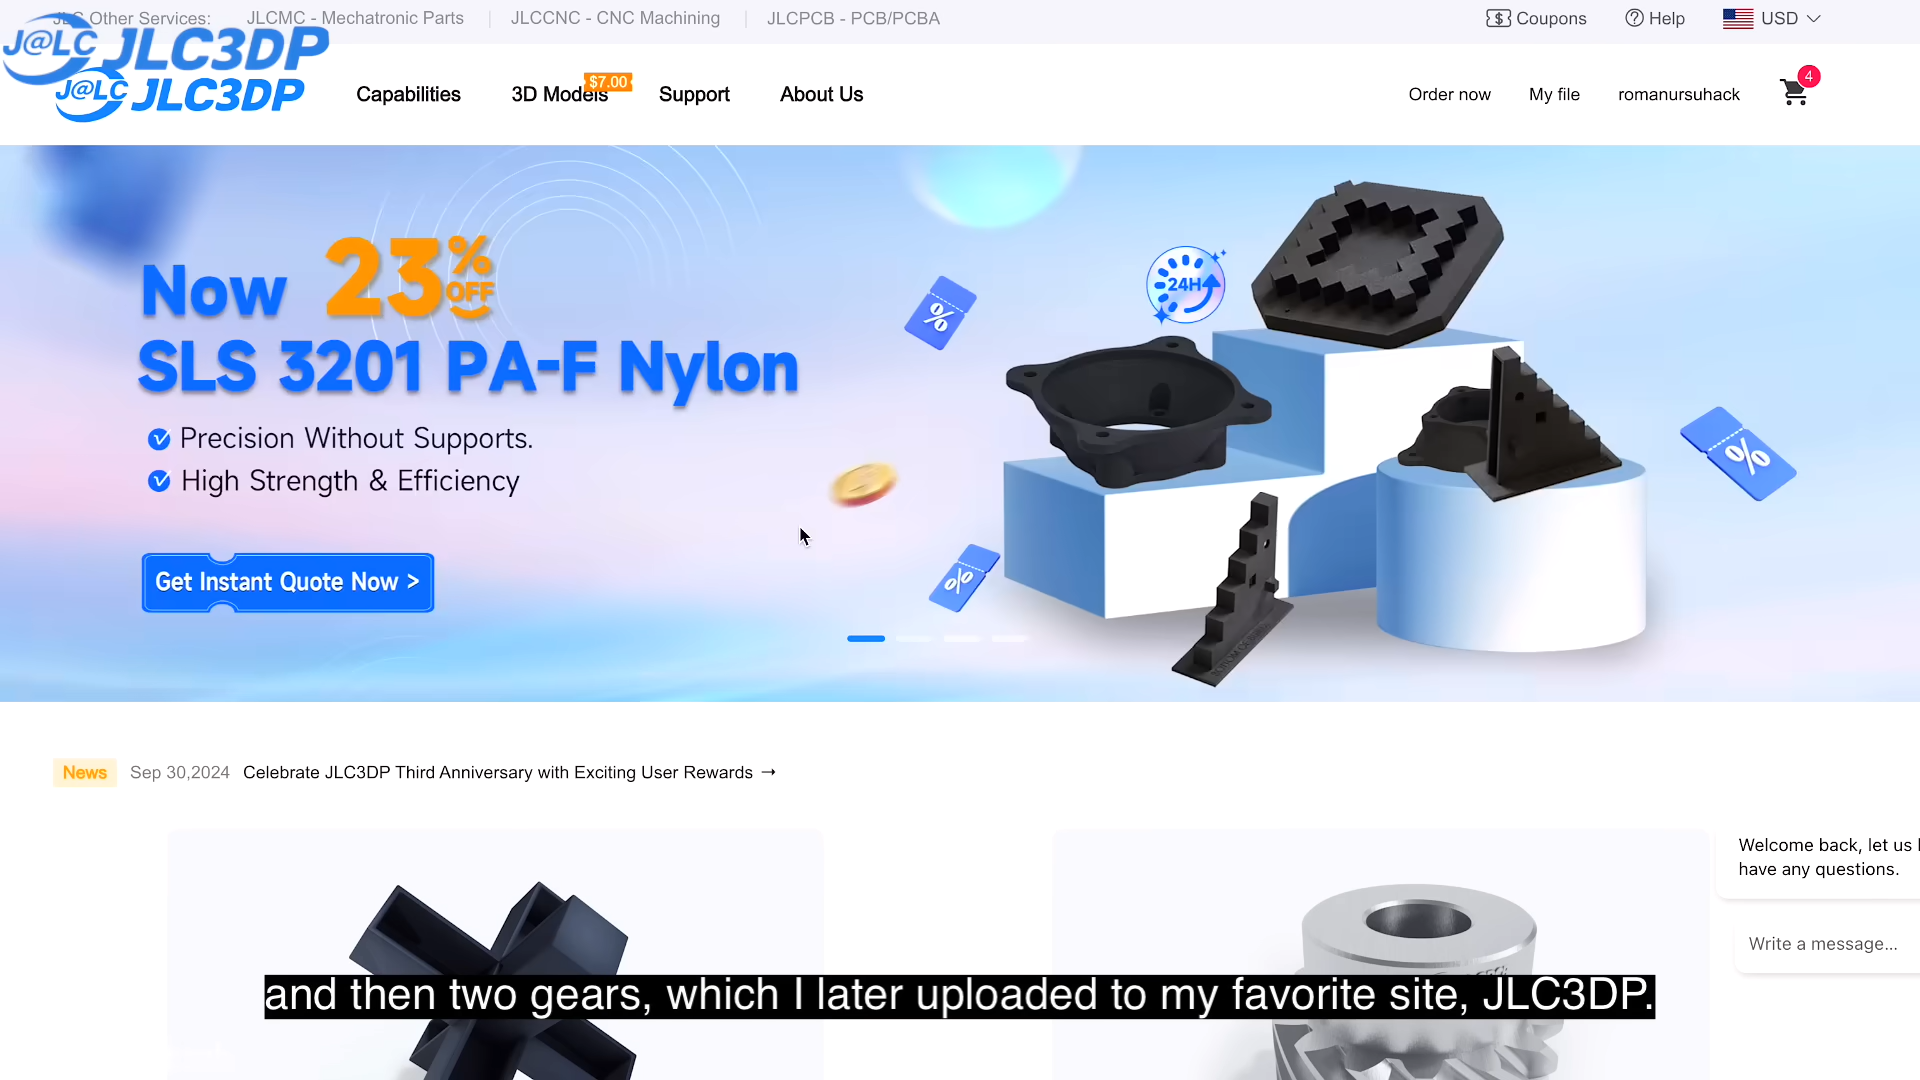 JLC Other Services: JLCMC - Mechatronic Parts JLCCNC - CNC Machining JLCPCB - PCB/PCBA Coupons Help USD
J@LC JLC3DP
J@LC JLC3DP Capabilities 3D Models $7.00 Support About Us Order now My file romanursuhack 4
Now 23% OFF
SLS 3201 PA-F Nylon
Precision Without Supports.
High Strength & Efficiency
Get Instant Quote Now >
24H
%
%
%
News Sep 30,2024 Celebrate JLC3DP Third Anniversary with Exciting User Rewards →
Welcome back, let us
have any questions.
Write a message...
and then two gears, which I later uploaded to my favorite site, JLC3DP.